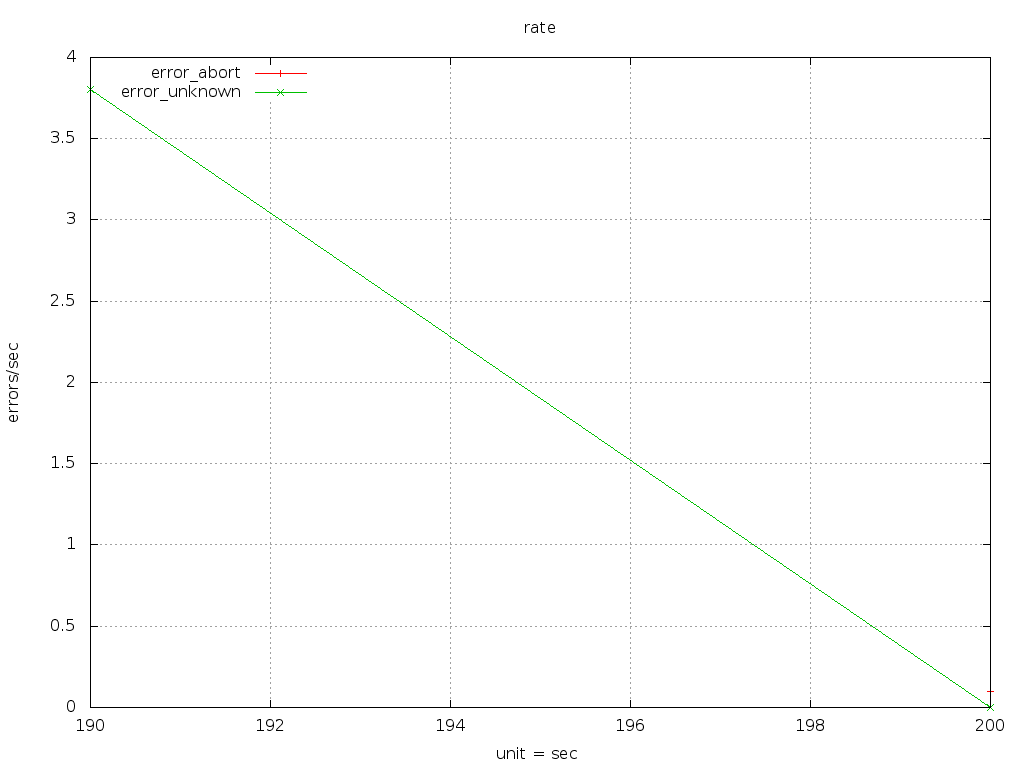 rate
error_abort
error_unknown
4
3.5
3
2.5
2
1.5
1
0.5
0
errors/sec
190 192 194 196 198 200
unit = sec